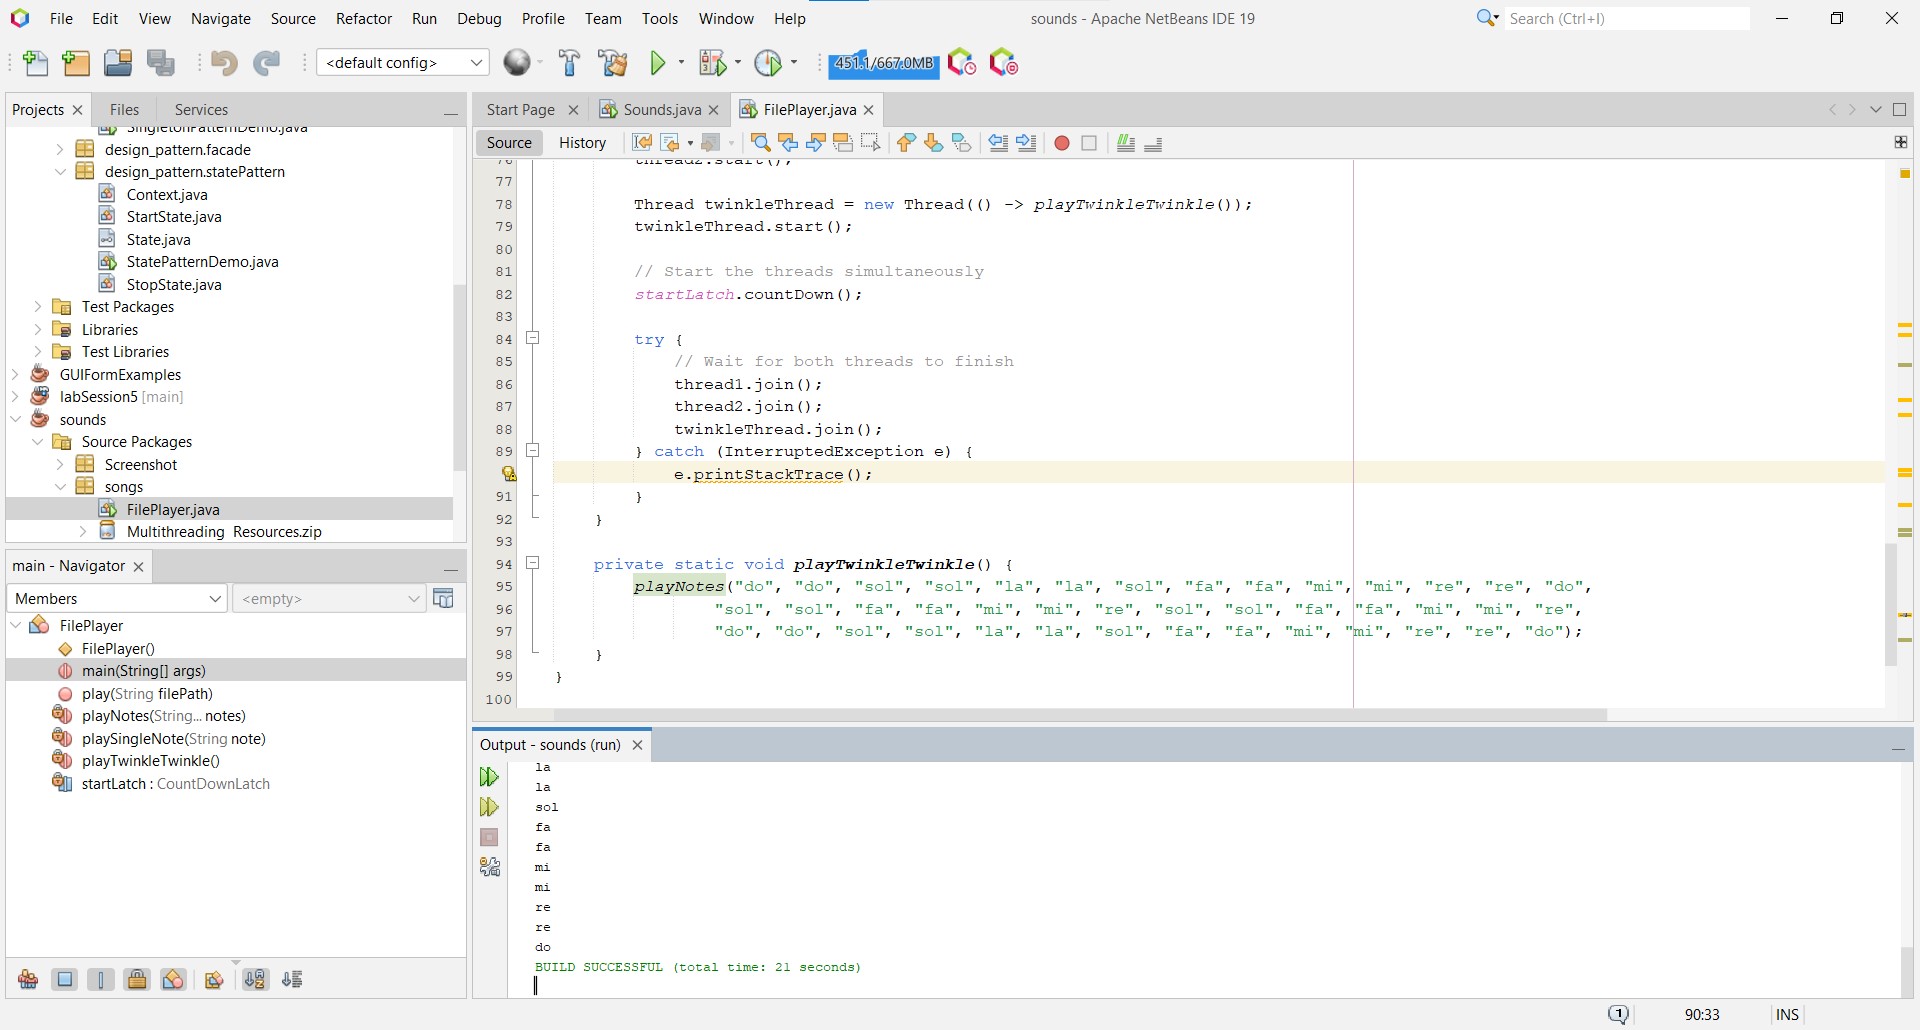 File Edit View Navigate Source Refactor Run Debug Profile Team Tools Window Help
sounds - Apache NetBeans IDE 19
Search (Ctrl+I)
<default config>
451.1/667.0MB
Projects
Files
Services
SingletonPatternDemo.java
design_pattern.facade
design_pattern.statePattern
Context.java
StartState.java
State.java
StatePatternDemo.java
StopState.java
Test Packages
Libraries
Test Libraries
GUIFormExamples
labSession5 [main]
sounds
Source Packages
Screenshot
songs
FilePlayer.java
Multithreading_Resources.zip
main - Navigator
Members
<empty>
FilePlayer
FilePlayer()
main(String[] args)
play(String filePath)
playNotes(String... notes)
playSingleNote(String note)
playTwinkleTwinkle()
startLatch : CountDownLatch
Start Page
Sounds.java
FilePlayer.java
Source
History
76 thread2.start();
77
78 Thread twinkleThread = new Thread(() -> playTwinkleTwinkle());
79 twinkleThread.start();
80
81 // Start the threads simultaneously
82 startLatch.countDown();
83
84 try {
85 // Wait for both threads to finish
86 thread1.join();
87 thread2.join();
88 twinkleThread.join();
89 } catch (InterruptedException e) {
e.printStackTrace();
91 }
92 }
93
94 private static void playTwinkleTwinkle() {
95 playNotes("do", "do", "sol", "sol", "la", "la", "sol", "fa", "fa", "mi", "mi", "re", "re", "do",
96 "sol", "sol", "fa", "fa", "mi", "mi", "re", "sol", "sol", "fa", "fa", "mi", "mi", "re",
97 "do", "do", "sol", "sol", "la", "la", "sol", "fa", "fa", "mi", "mi", "re", "re", "do");
98 }
99 }
100
Output - sounds (run)
la
la
sol
fa
fa
mi
mi
re
re
do
BUILD SUCCESSFUL (total time: 21 seconds)
1
90:33
INS